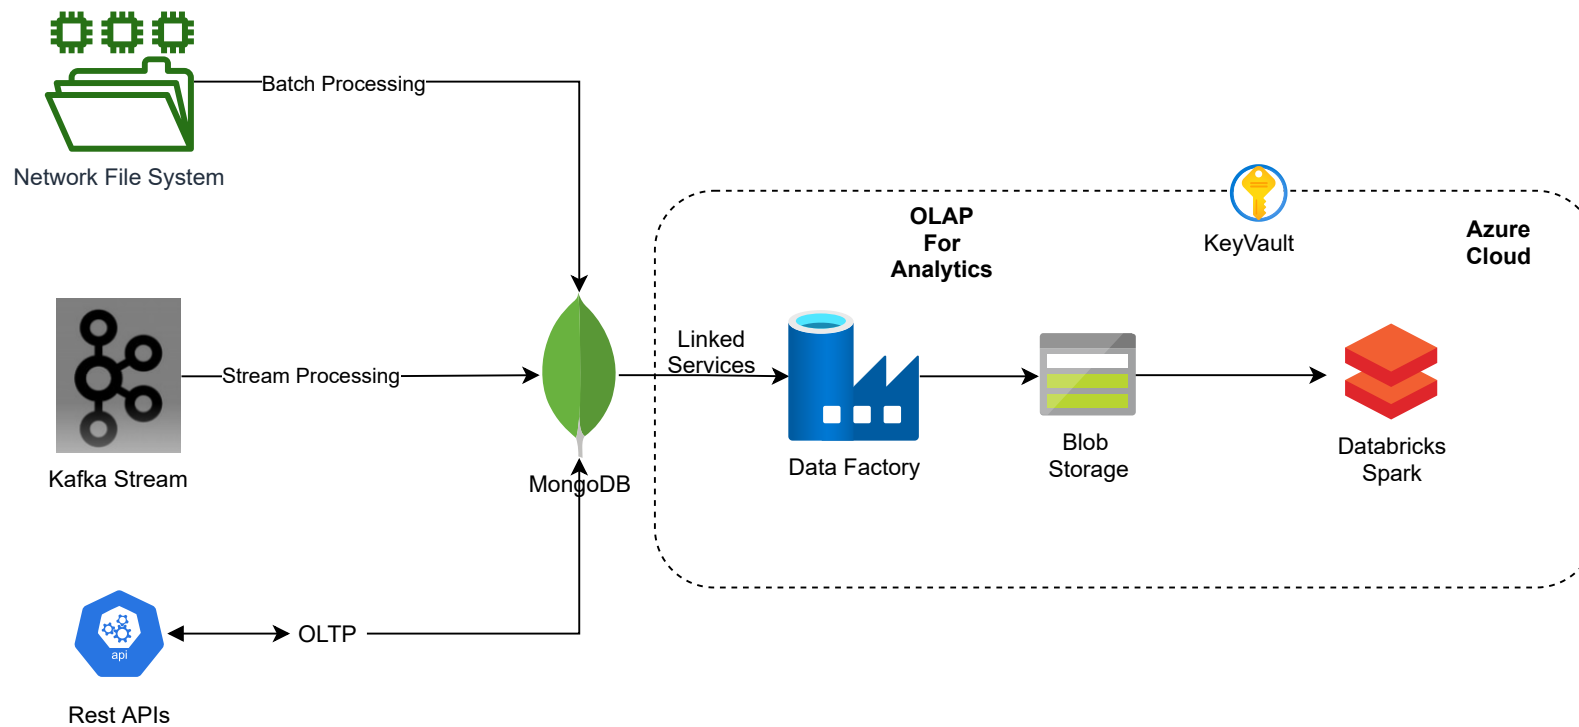 Batch Processing
Network File System
OLAP
For
Analytics
KeyVault
Azure
Cloud
Linked
Services
Stream Processing
Kafka Stream
MongoDB
Data Factory
Blob
Storage
Databricks
Spark
OLTP
api
Rest APIs